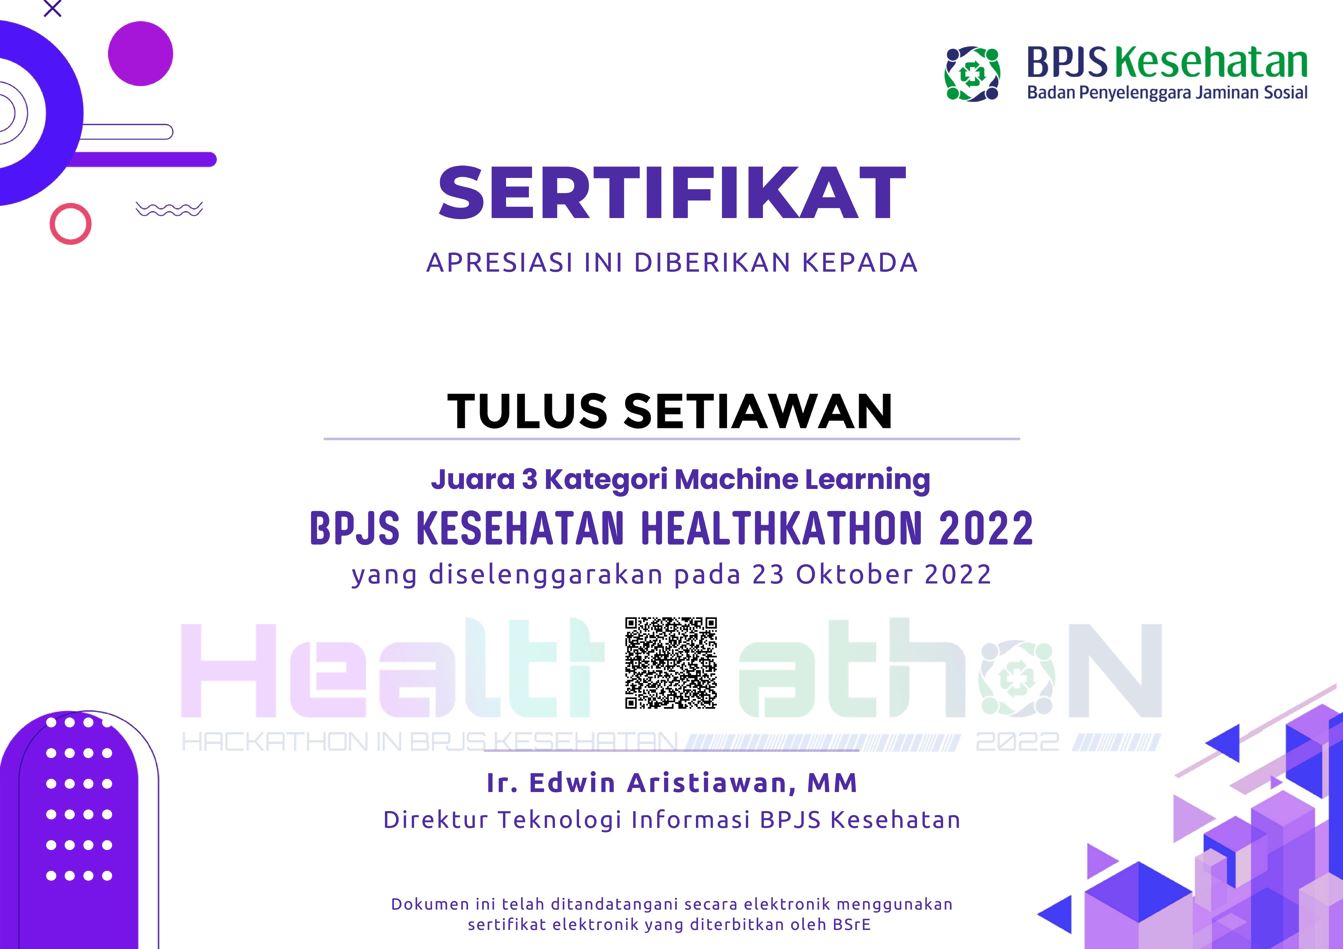 BPJS Kesehatan
Badan Penyelenggara Jaminan Sosial
SERTIFIKAT
APRESIASI INI DIBERIKAN KEPADA
TULUS SETIAWAN
Juara 3 Kategori Machine Learning
BPJS KESEHATAN HEALTHKATHON 2022
yang diselenggarakan pada 23 Oktober 2022
Healt athoN
HACKATHON IN BPJS KESEHATAN 2022
Ir. Edwin Aristiawan, MM
Direktur Teknologi Informasi BPJS Kesehatan
Dokumen ini telah ditandatangani secara elektronik menggunakan
sertifikat elektronik yang diterbitkan oleh BSrE